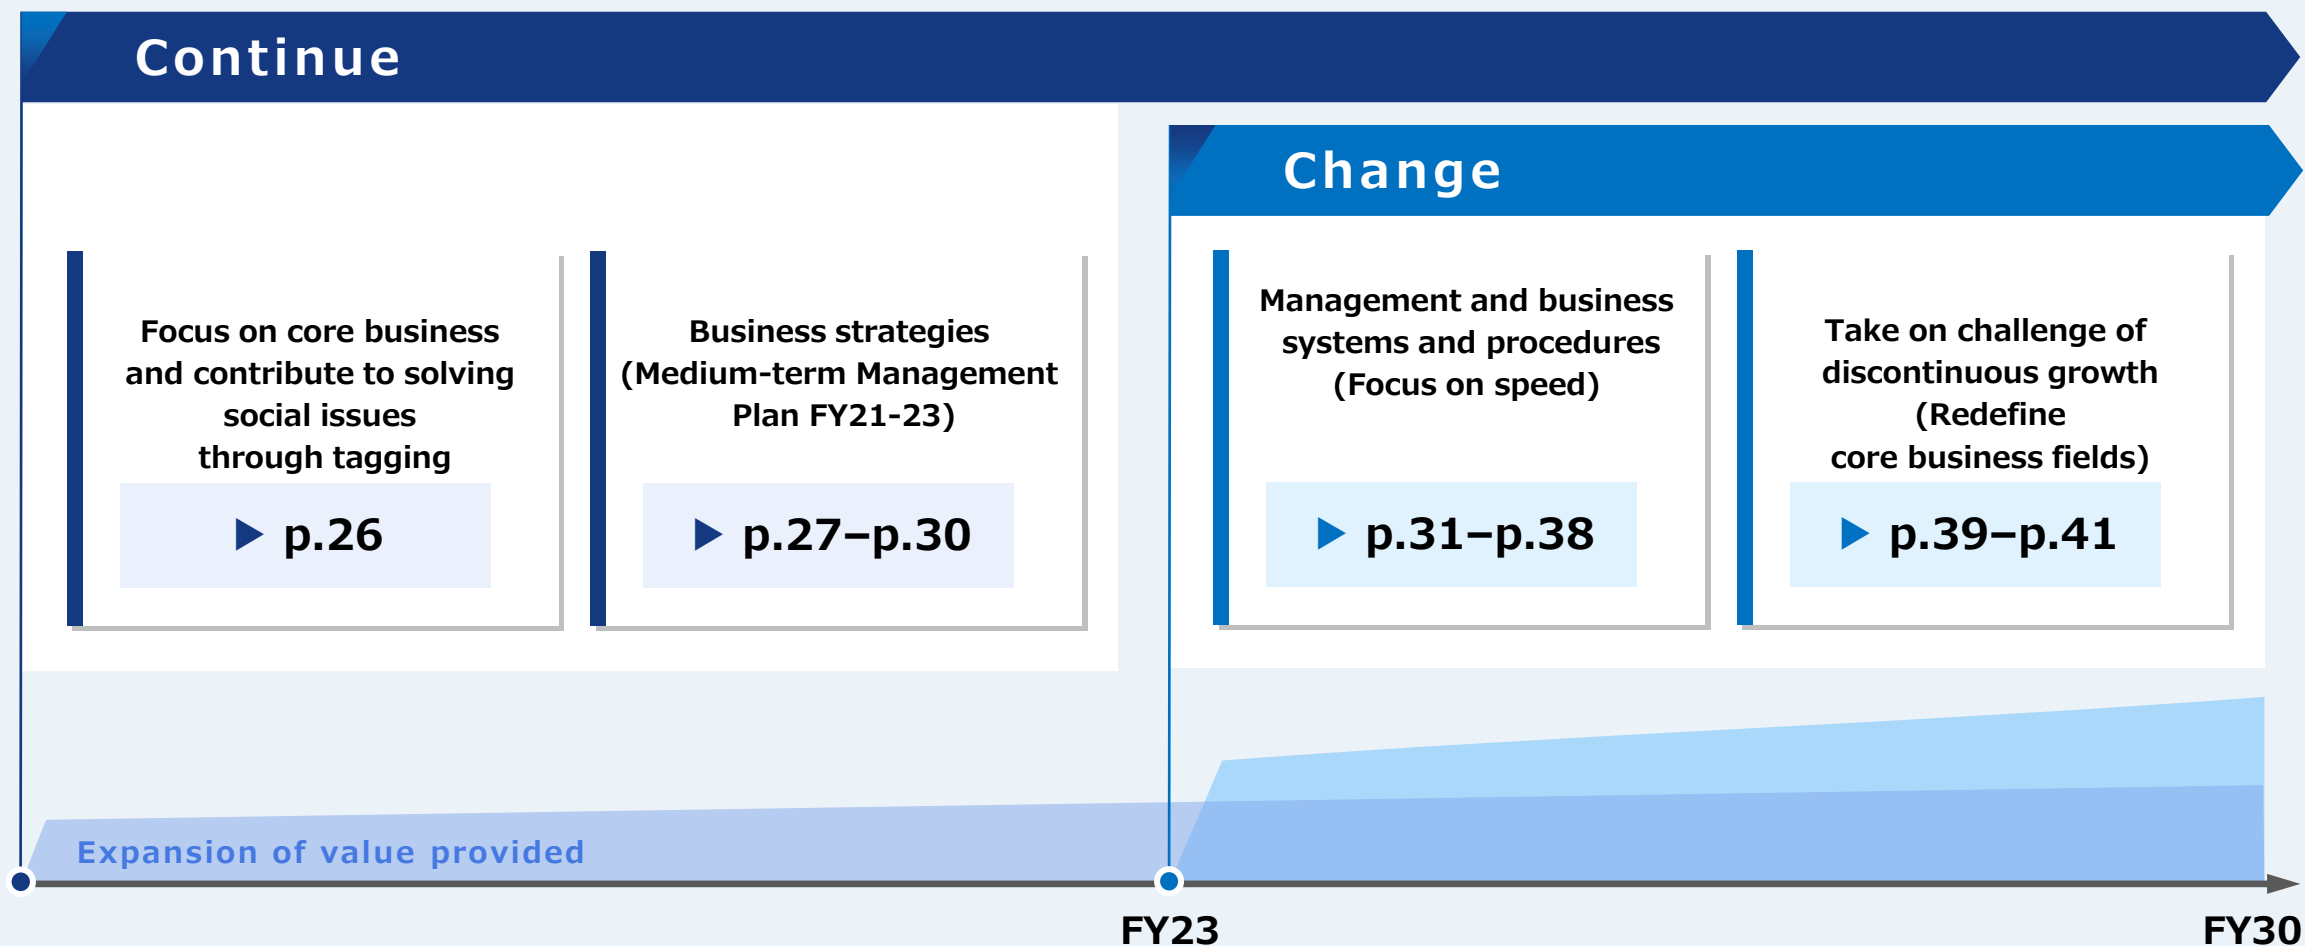 Continue
Change
Focus on core business
and contribute to solving
social issues
through tagging
p.26
Business strategies
(Medium-term Management
Plan FY21-23)
p.27–p.30
Management and business
systems and procedures
(Focus on speed)
p.31–p.38
Take on challenge of
discontinuous growth
(Redefine
core business fields)
p.39–p.41
Expansion of value provided
FY23
FY30